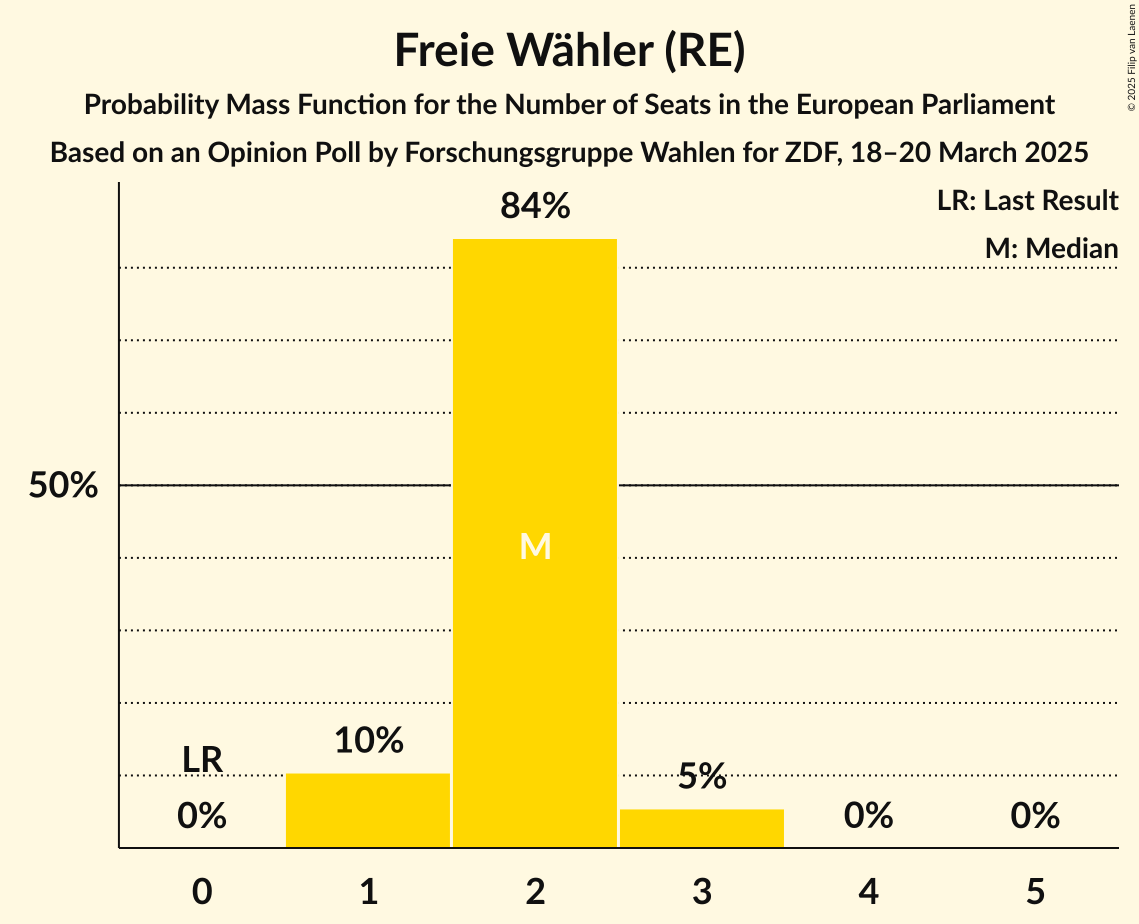 Freie Wähler (RE)
Probability Mass Function for the Number of Seats in the European Parliament
Based on an Opinion Poll by Forschungsgruppe Wahlen for ZDF, 18–20 March 2025
© 2025 Filip van Laenen
LR: Last Result
M: Median
84%
50%
M
LR
10%
5%
0%
0%
0%
0 1 2 3 4 5